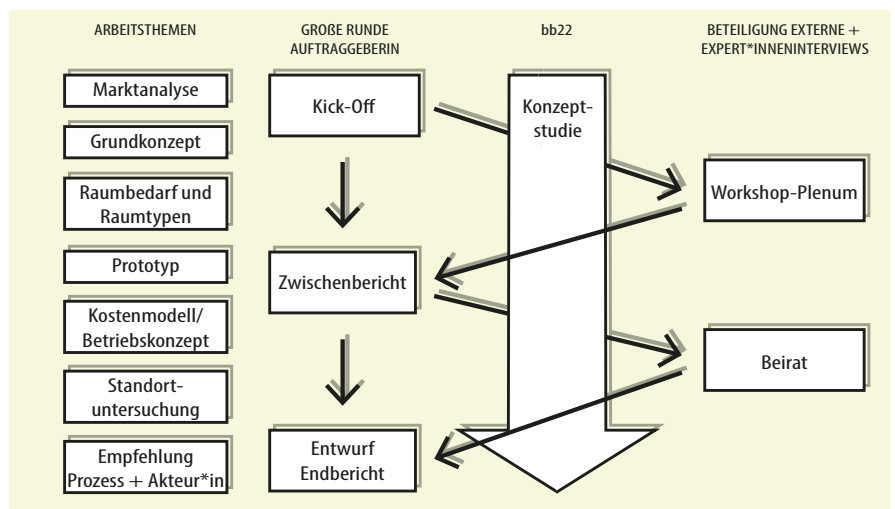 ARBEITSTHEMEN
Marktanalyse
Grundkonzept
Raumbedarf und
Raumtypen
Prototyp
Kostenmodell/
Betriebskonzept
Standort-
untersuchung
Empfehlung
Prozess + Akteur*in
GROßE RUNDE
AUFTRAGGEBERIN
Kick-Off
Zwischenbericht
Entwurf
Endbericht
bb22
Konzept-
studie
BETEILIGUNG EXTERNE +
EXPERT*INNENINTERVIEWS
Workshop-Plenum
Beirat